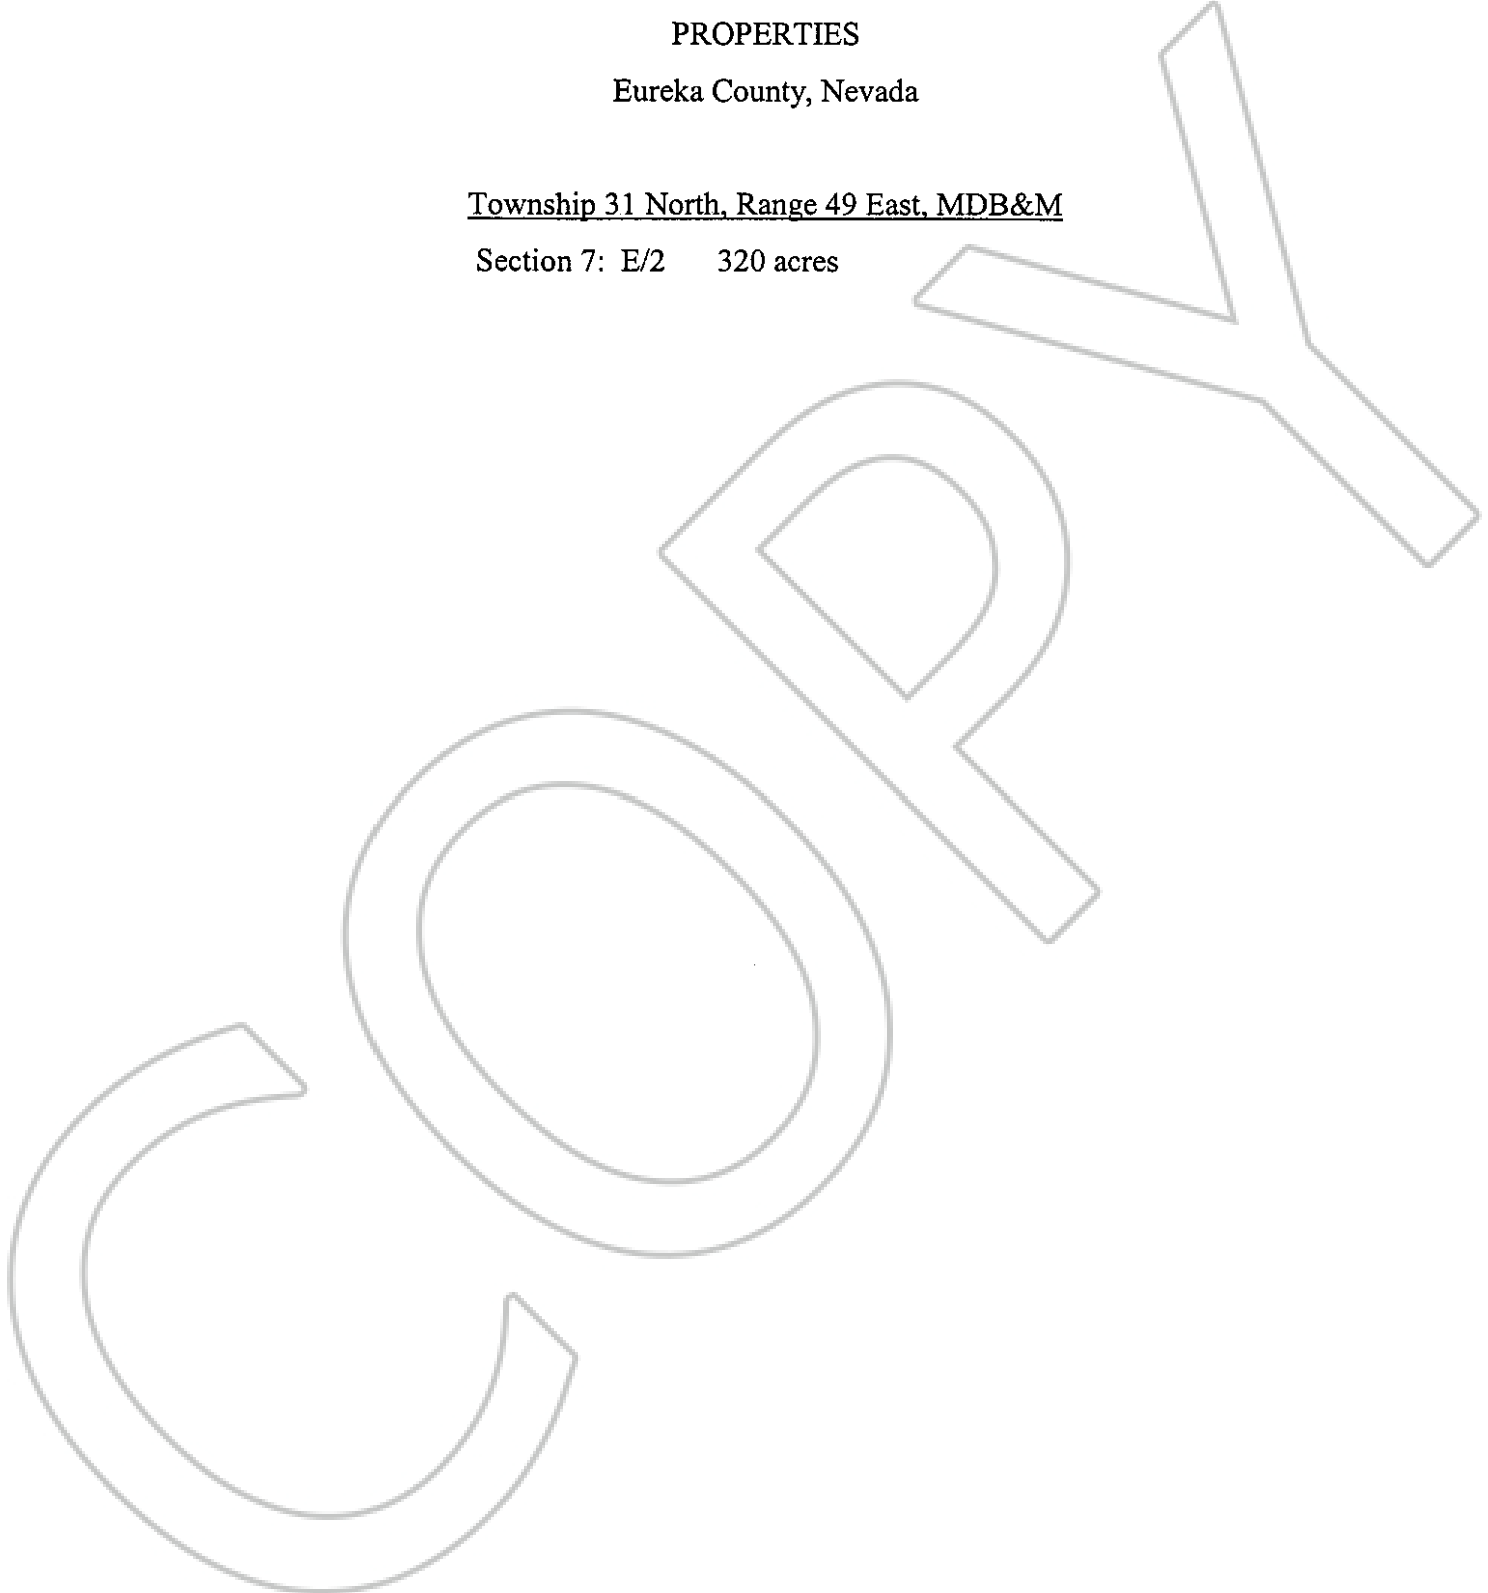 PROPERTIES
Eureka County, Nevada
Township 31 North, Range 49 East, MDB&M
Section 7: E/2 320 acres
COPY